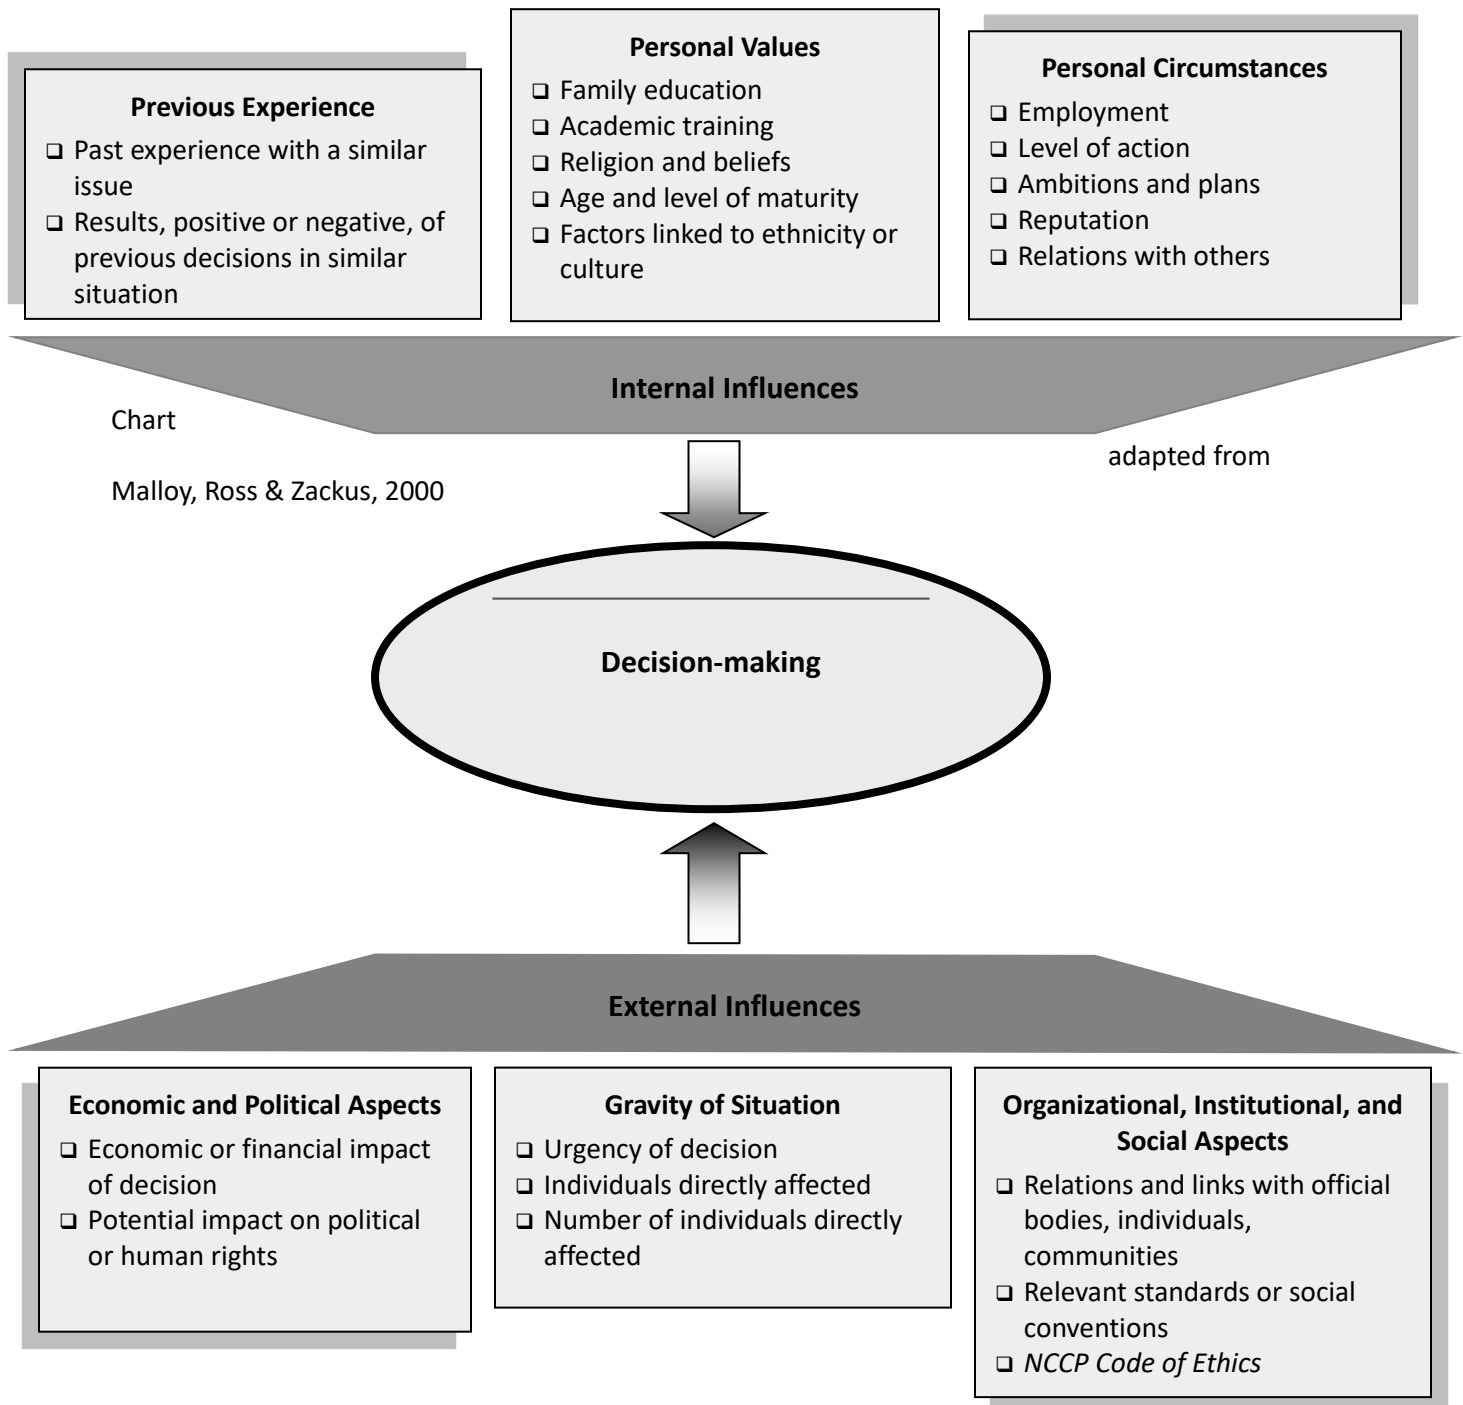 Previous Experience
❑ Past experience with a similar
issue
❑ Results, positive or negative, of
previous decisions in similar
situation
Personal Values
❑ Family education
❑ Academic training
❑ Religion and beliefs
❑ Age and level of maturity
❑ Factors linked to ethnicity or
culture
Personal Circumstances
❑ Employment
❑ Level of action
❑ Ambitions and plans
❑ Reputation
❑ Relations with others
Internal Influences
Chart
adapted from
Malloy, Ross & Zackus, 2000
Decision-making
External Influences
Economic and Political Aspects
❑ Economic or financial impact
of decision
❑ Potential impact on political
or human rights
Gravity of Situation
❑ Urgency of decision
❑ Individuals directly affected
❑ Number of individuals directly
affected
Organizational, Institutional, and
Social Aspects
❑ Relations and links with official
bodies, individuals,
communities
❑ Relevant standards or social
conventions
❑ NCCP Code of Ethics